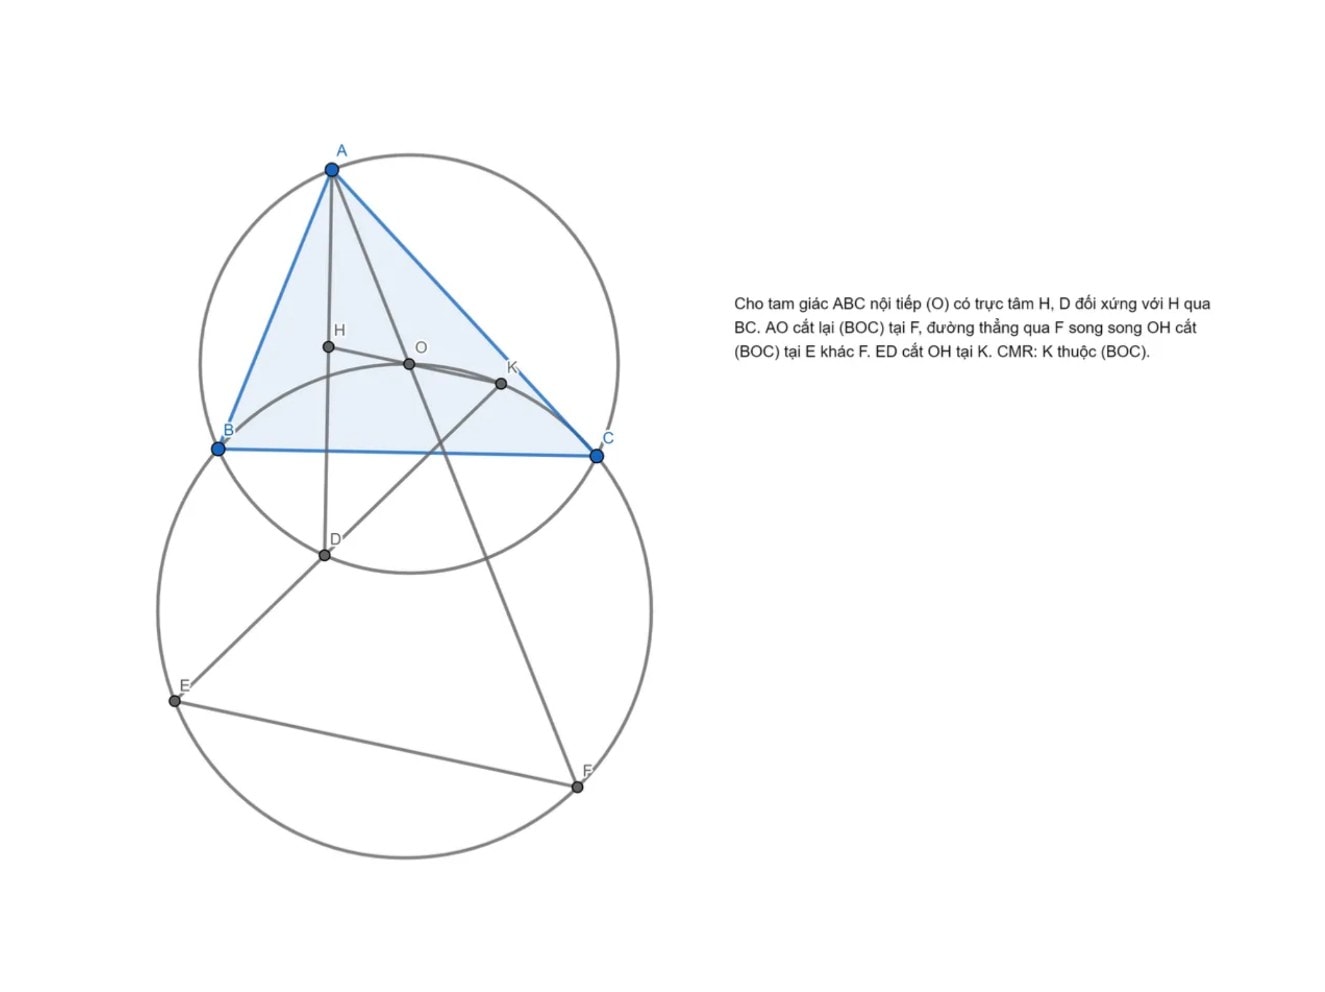 A
H
O
K
B
C
D
E
F
Cho tam giác ABC nội tiếp (O) có trực tâm H, D đối xứng với H qua
BC. AO cắt lại (BOC) tại F, đường thẳng qua F song song OH cắt
(BOC) tại E khác F. ED cắt OH tại K. CMR: K thuộc (BOC).